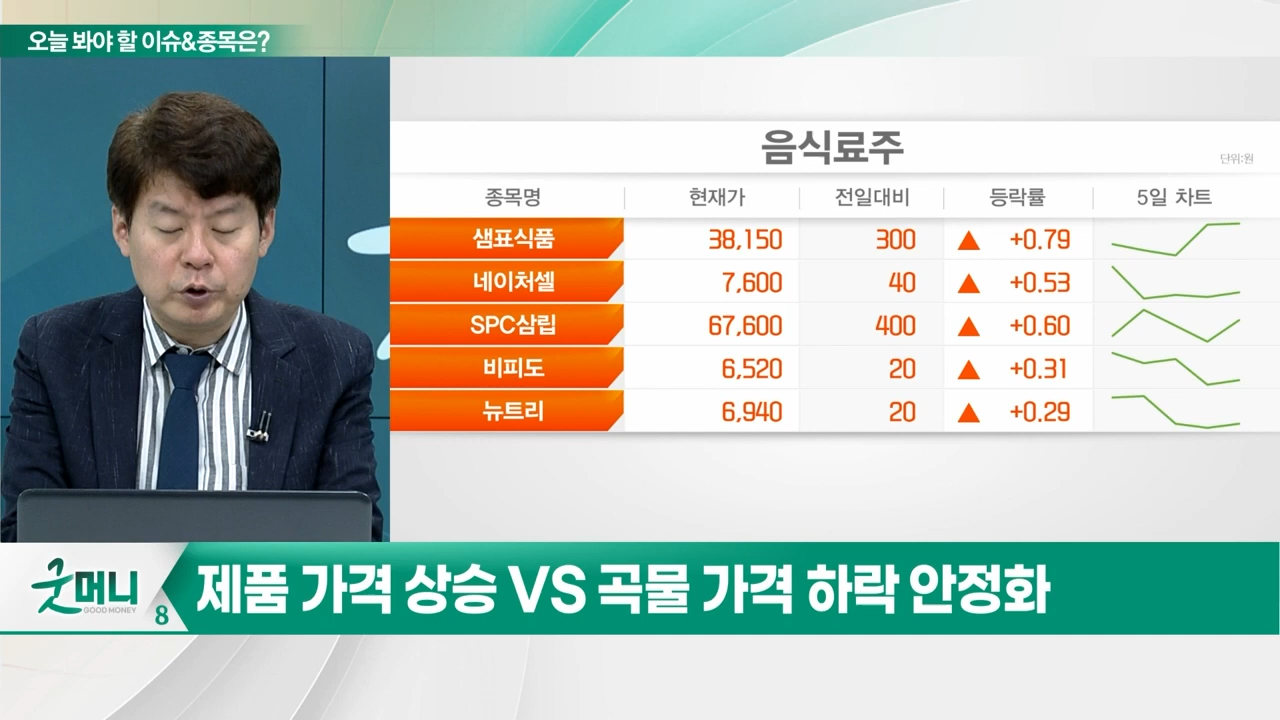 오늘 봐야 할 이슈&종목은?
음식료주
단위:원
종목명 현재가 전일대비 등락률 5일 차트
샘표식품 38,150 300 ▲ +0.79
네이처셀 7,600 40 ▲ +0.53
SPC삼립 67,600 400 ▲ +0.60
비피도 6,520 20 ▲ +0.31
뉴트리 6,940 20 ▲ +0.29
굿머니
GOOD MONEY
8
제품 가격 상승 VS 곡물 가격 하락 안정화